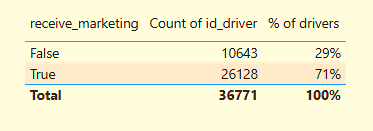 receive_marketing Count of id_driver % of drivers
False 10643 29%
True 26128 71%
Total 36771 100%